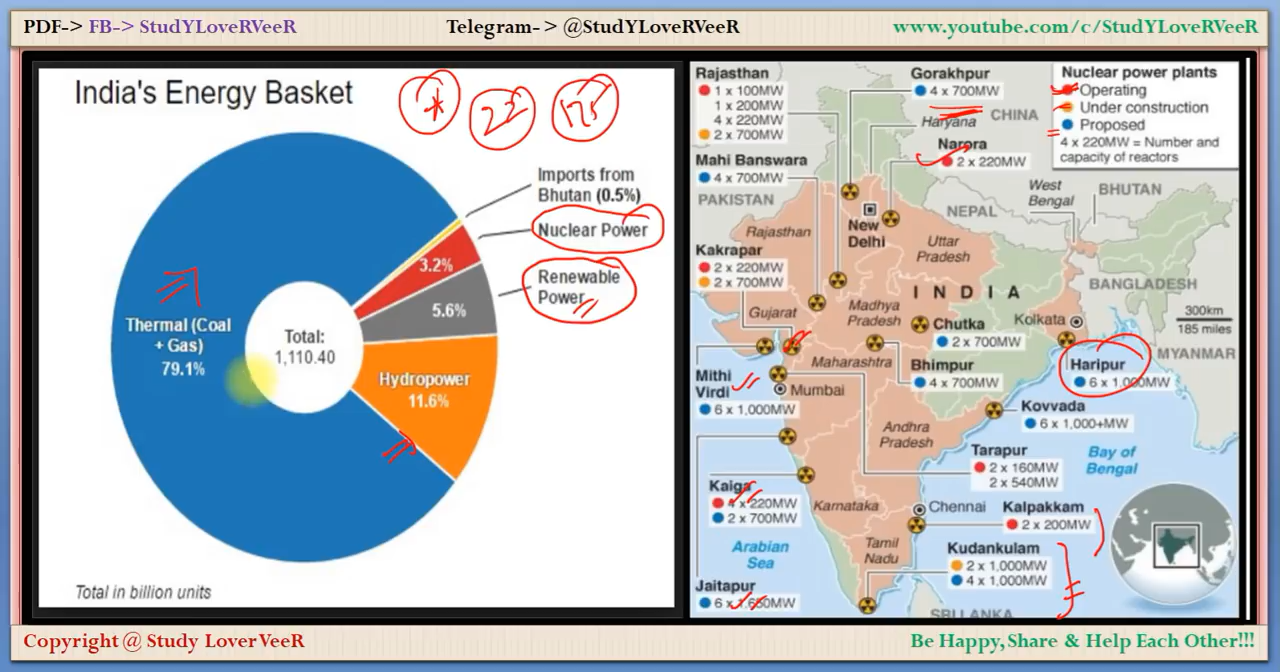 PDF-> FB-> StudYLoveRVeeR
Telegram-> @StudYLoveRVeeR
www.youtube.com/c/StudYLoveRVeeR
India's Energy Basket
22
175
Imports from
Bhutan (0.5%)
Nuclear Power
3.2%
Renewable
Power
5.6%
Thermal (Coal
+ Gas)
79.1%
Total:
1,110.40
Hydropower
11.6%
Total in billion units
Rajasthan
1 x 100MW
1 x 200MW
4 x 220MW
2 x 700MW
Mahi Banswara
4 x 700MW
PAKISTAN
Kakrapar
2 x 220MW
2 x 700MW
Mithi
Virdi
6 x 1,000MW
Kaiga
4 x 220MW
2 x 700MW
Arabian
Sea
Jaitapur
6 x 1,650MW
Gorakhpur
4 x 700MW
Haryana
CHINA
Narora
2 x 220MW
Nuclear power plants
Operating
Under construction
Proposed
4 x 220MW = Number and
capacity of reactors
West
Bengal
BHUTAN
NEPAL
New
Delhi
Rajasthan
Uttar
Pradesh
BANGLADESH
INDIA
Gujarat
Madhya
Pradesh
Chutka
2 x 700MW
Kolkata
300km
185 miles
MYANMAR
Maharashtra
Bhimpur
4 x 700MW
Haripur
6 x 1,000MW
Mumbai
Kovvada
6 x 1,000+MW
Andhra
Pradesh
Tarapur
2 x 160MW
2 x 540MW
Bay of
Bengal
Karnataka
Chennai
Kalpakkam
2 x 200MW
Tamil
Nadu
Kudankulam
2 x 1,000MW
4 x 1,000MW
SRI LANKA
Copyright @ Study LoverVeeR
Be Happy,Share & Help Each Other!!!